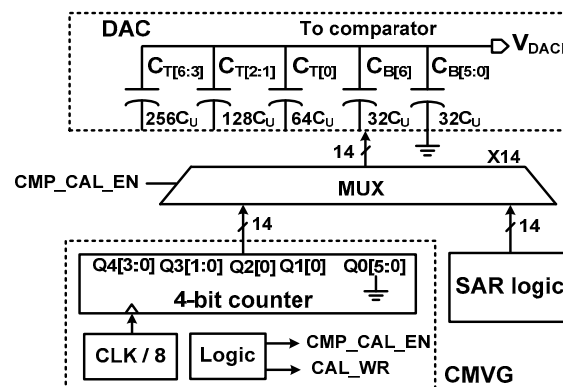 DAC To comparator
V_DACI
C_T[6:3] C_T[2:1] C_T[0] C_B[6] C_B[5:0]
256C_U 128C_U 64C_U 32C_U 32C_U
14 X14
CMP_CAL_EN MUX
14 14
Q4[3:0] Q3[1:0] Q2[0] Q1[0] Q0[5:0]
4-bit counter
SAR logic
CLK / 8 Logic CMP_CAL_EN
CAL_WR
CMVG